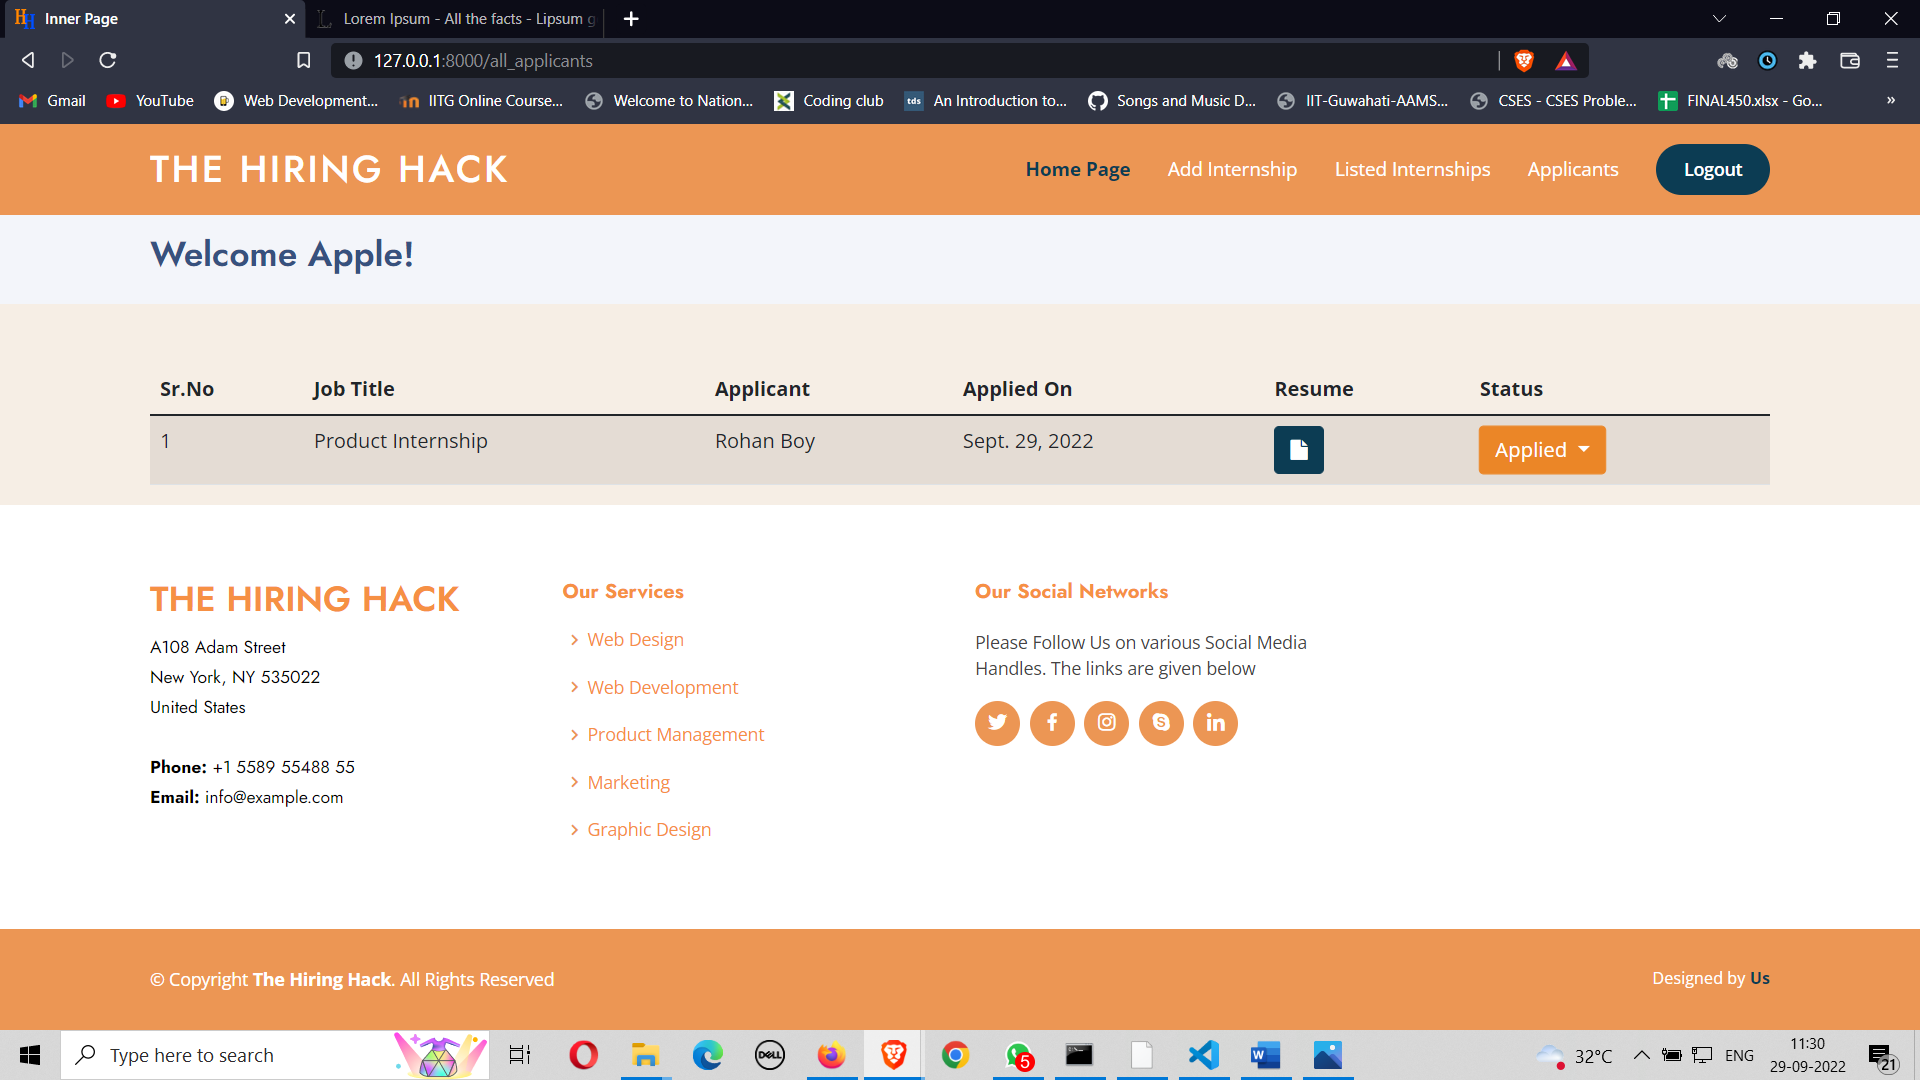 Inner Page
Lorem Ipsum - All the facts - Lipsum g
127.0.0.1:8000/all_applicants
Gmail
YouTube
Web Development...
IITG Online Course...
Welcome to Nation...
Coding club
tds An Introduction to...
Songs and Music D...
IIT-Guwahati-AAMS...
CSES - CSES Proble...
FINAL450.xlsx - Go...
»
THE HIRING HACK
Home Page
Add Internship
Listed Internships
Applicants
Logout
Welcome Apple!
Sr.No Job Title Applicant Applied On Resume Status
1 Product Internship Rohan Boy Sept. 29, 2022 Applied
THE HIRING HACK
A108 Adam Street
New York, NY 535022
United States
Phone: +1 5589 55488 55
Email: info@example.com
Our Services
Web Design
Web Development
Product Management
Marketing
Graphic Design
Our Social Networks
Please Follow Us on various Social Media
Handles. The links are given below
© Copyright The Hiring Hack. All Rights Reserved
Designed by Us
Type here to search
DELL
5
32°C
ENG
11:30
29-09-2022
21